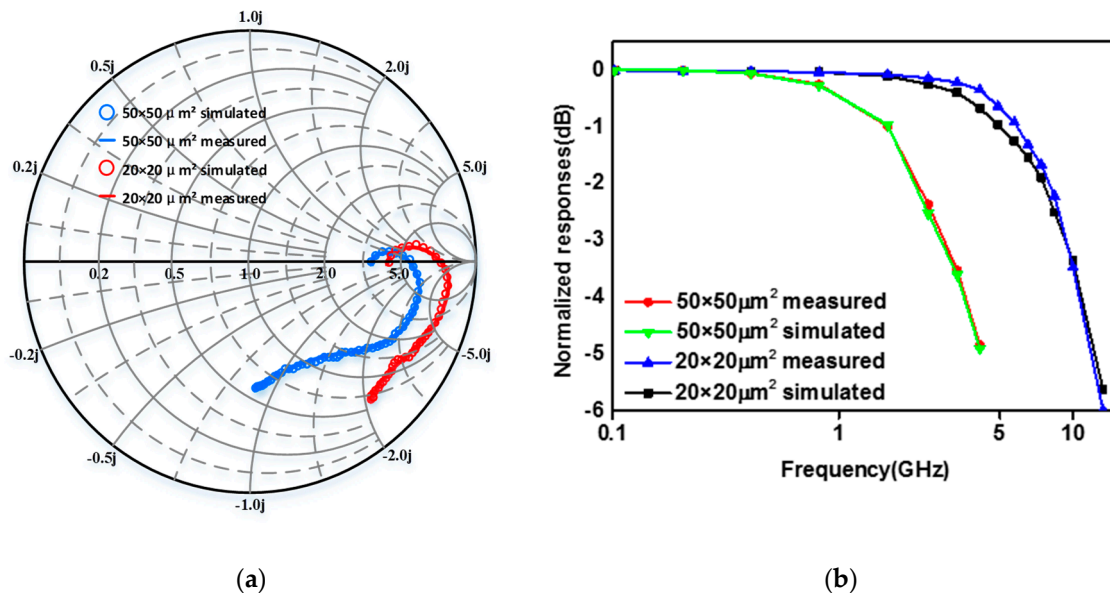 1.0j
0.5j
2.0j
50×50 μ m² simulated
50×50 μ m² measured
20×20 μ m² simulated
20×20 μ m² measured
0.2j
5.0j
0.2 0.5 1.0 2.0 5.0
-0.2j
-5.0j
-0.5j
-2.0j
-1.0j
(a)
Normalized responses(dB)
0
-1
-2
-3
-4
-5
-6
50×50μm² measured
50×50μm² simulated
20×20μm² measured
20×20μm² simulated
0.1 1 5 10
Frequency(GHz)
(b)